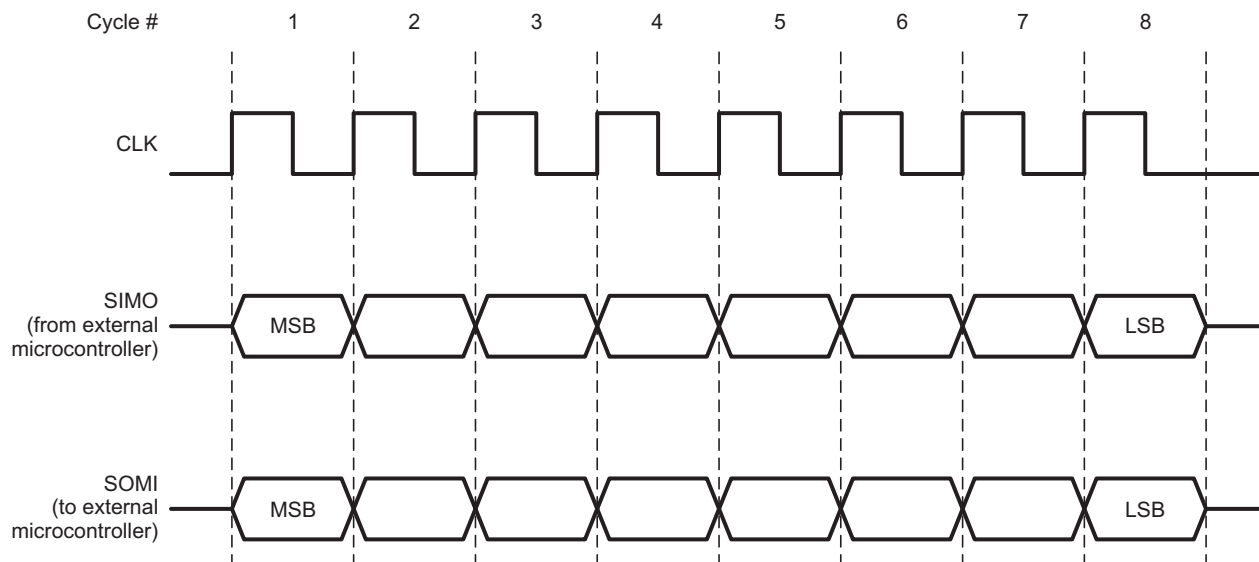 Cycle # 1 2 3 4 5 6 7 8
CLK
SIMO
(from external
microcontroller)
MSB LSB
SOMI
(to external
microcontroller)
MSB LSB